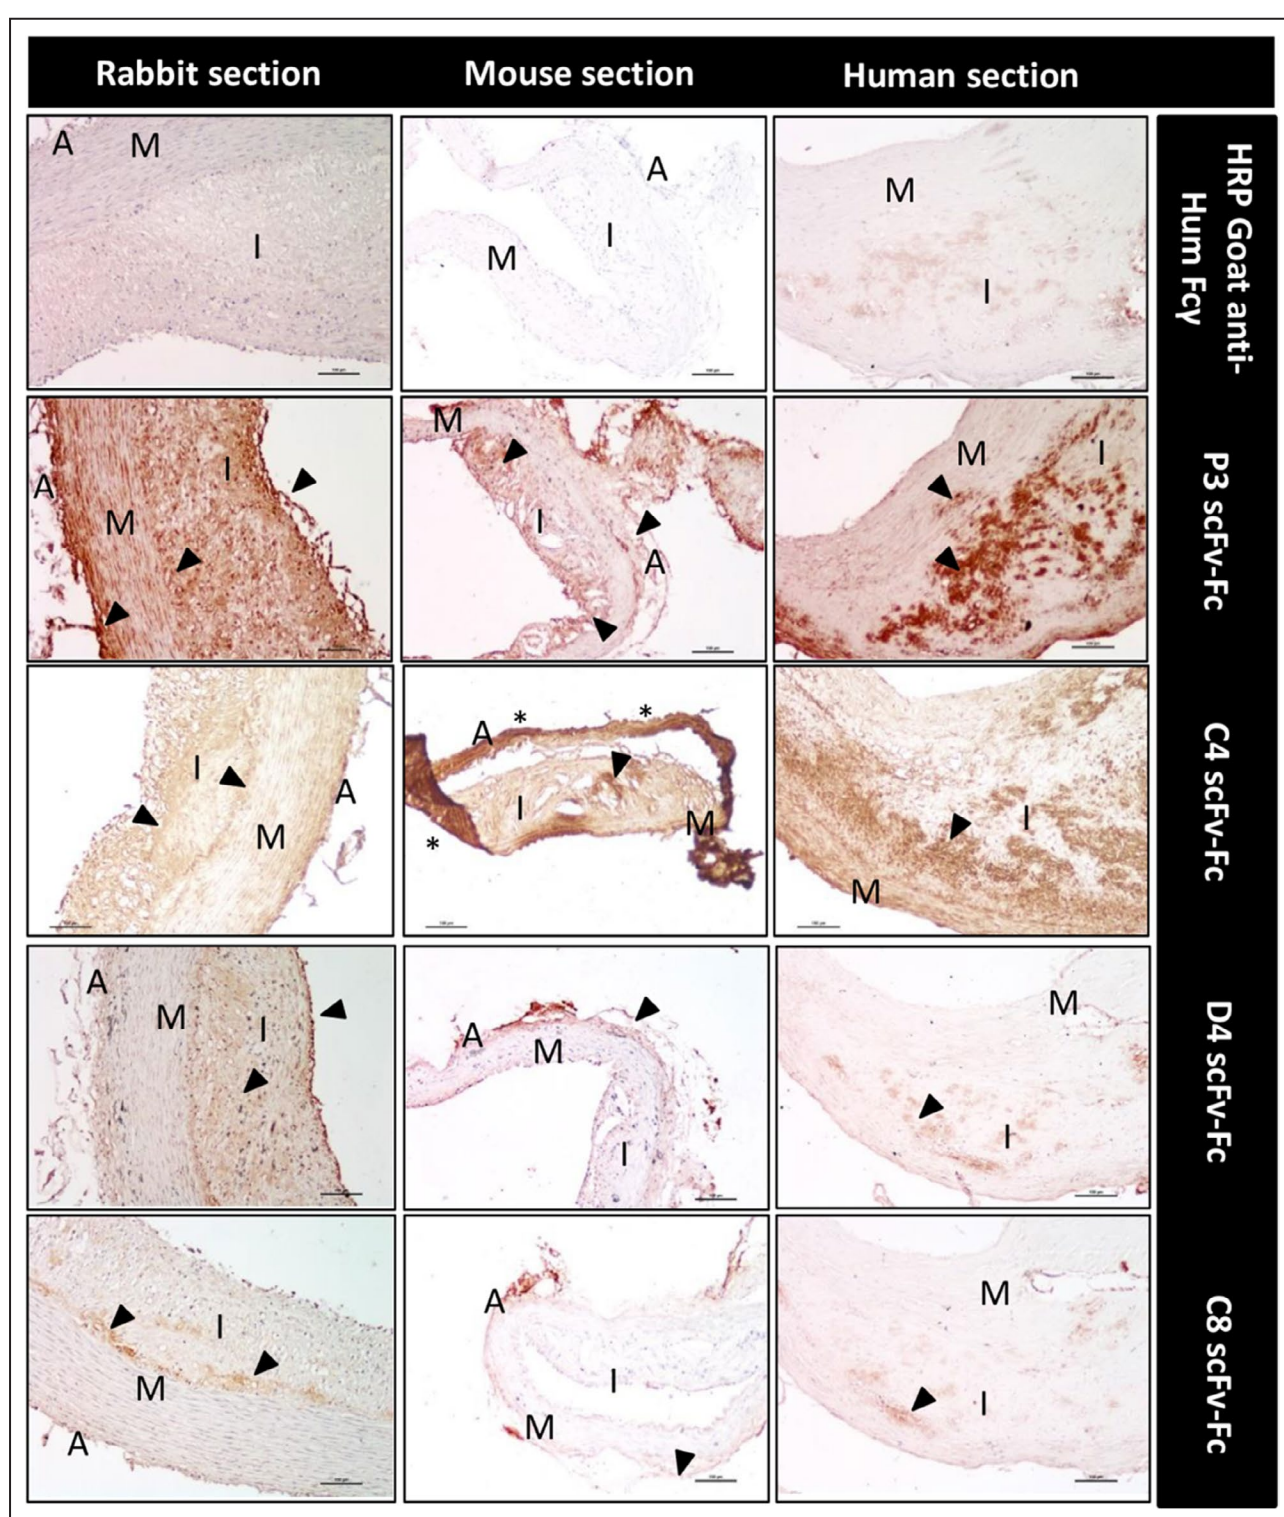 Rabbit section
Mouse section
Human section
A
M
I
A
I
M
M
I
HRP Goat anti-
Hum Fcγ
A
I
M
M
I
A
M
I
P3 scFv-Fc
I
A
M
A
*
*
I
M
*
I
M
C4 scFv-Fc
A
M
I
A
M
I
M
I
D4 scFv-Fc
I
M
A
A
I
M
M
I
C8 scFv-Fc